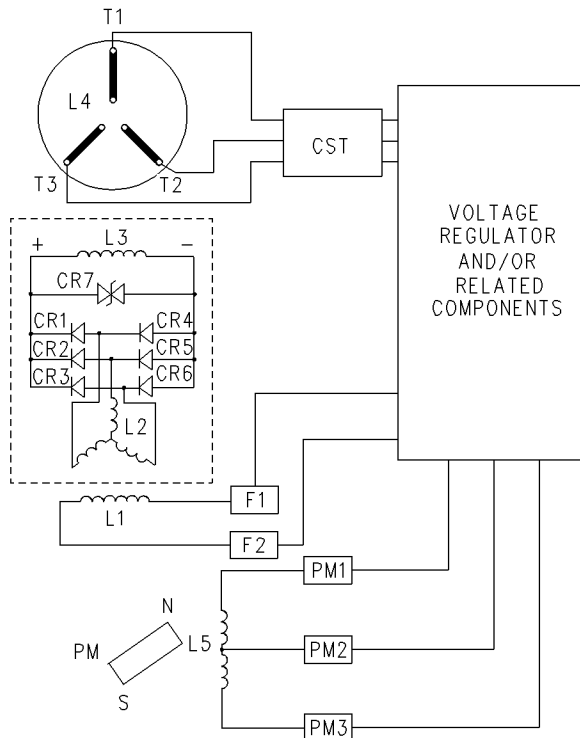 T1
L4
T3
T2
CST
VOLTAGE
REGULATOR
AND/OR
RELATED
COMPONENTS
+
L3
−
CR7
CR1
CR4
CR2
CR5
CR3
CR6
L2
L1
F1
F2
PM1
N
PM
L5
PM2
S
PM3